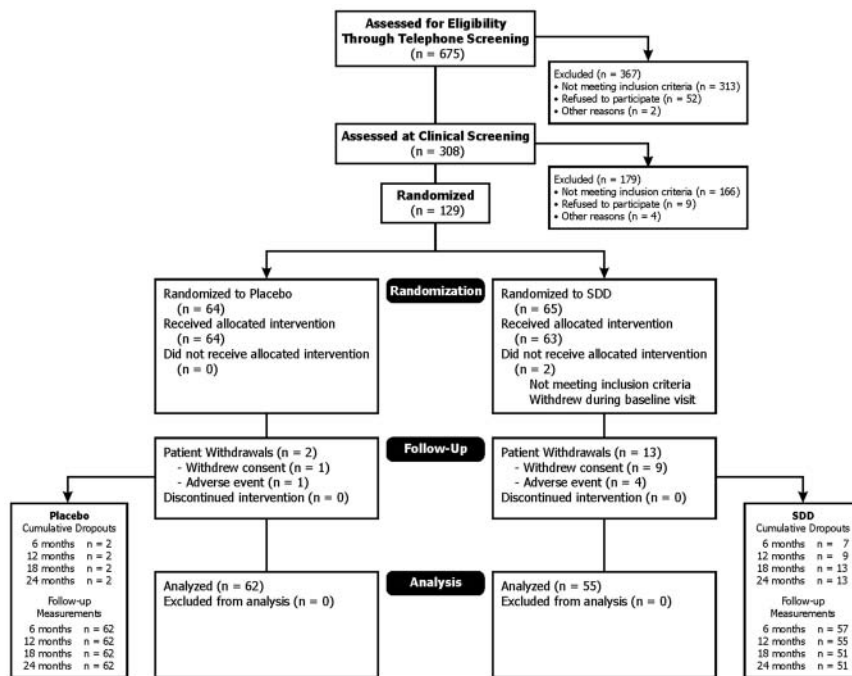 Assessed for Eligibility
Through Telephone Screening
(n = 675)
Excluded (n = 367)
• Not meeting inclusion criteria (n = 313)
• Refused to participate (n = 52)
• Other reasons (n = 2)
Assessed at Clinical Screening
(n = 308)
Excluded (n = 179)
• Not meeting inclusion criteria (n = 166)
• Refused to participate (n = 9)
• Other reasons (n = 4)
Randomized
(n = 129)
Randomization
Randomized to Placebo
(n = 64)
Received allocated intervention
(n = 64)
Did not receive allocated intervention
(n = 0)
Randomized to SDD
(n = 65)
Received allocated intervention
(n = 63)
Did not receive allocated intervention
(n = 2)
Not meeting inclusion criteria
Withdrew during baseline visit
Follow-Up
Patient Withdrawals (n = 2)
- Withdrew consent (n = 1)
- Adverse event (n = 1)
Discontinued intervention (n = 0)
Patient Withdrawals (n = 13)
- Withdrew consent (n = 9)
- Adverse event (n = 4)
Discontinued intervention (n = 0)
Placebo
Cumulative Dropouts
6 months n = 2
12 months n = 2
18 months n = 2
24 months n = 2
Follow-up
Measurements
6 months n = 62
12 months n = 62
18 months n = 62
24 months n = 62
SDD
Cumulative Dropouts
6 months n = 7
12 months n = 9
18 months n = 13
24 months n = 13
Follow-up
Measurements
6 months n = 57
12 months n = 55
18 months n = 51
24 months n = 51
Analysis
Analyzed (n = 62)
Excluded from analysis (n = 0)
Analyzed (n = 55)
Excluded from analysis (n = 0)